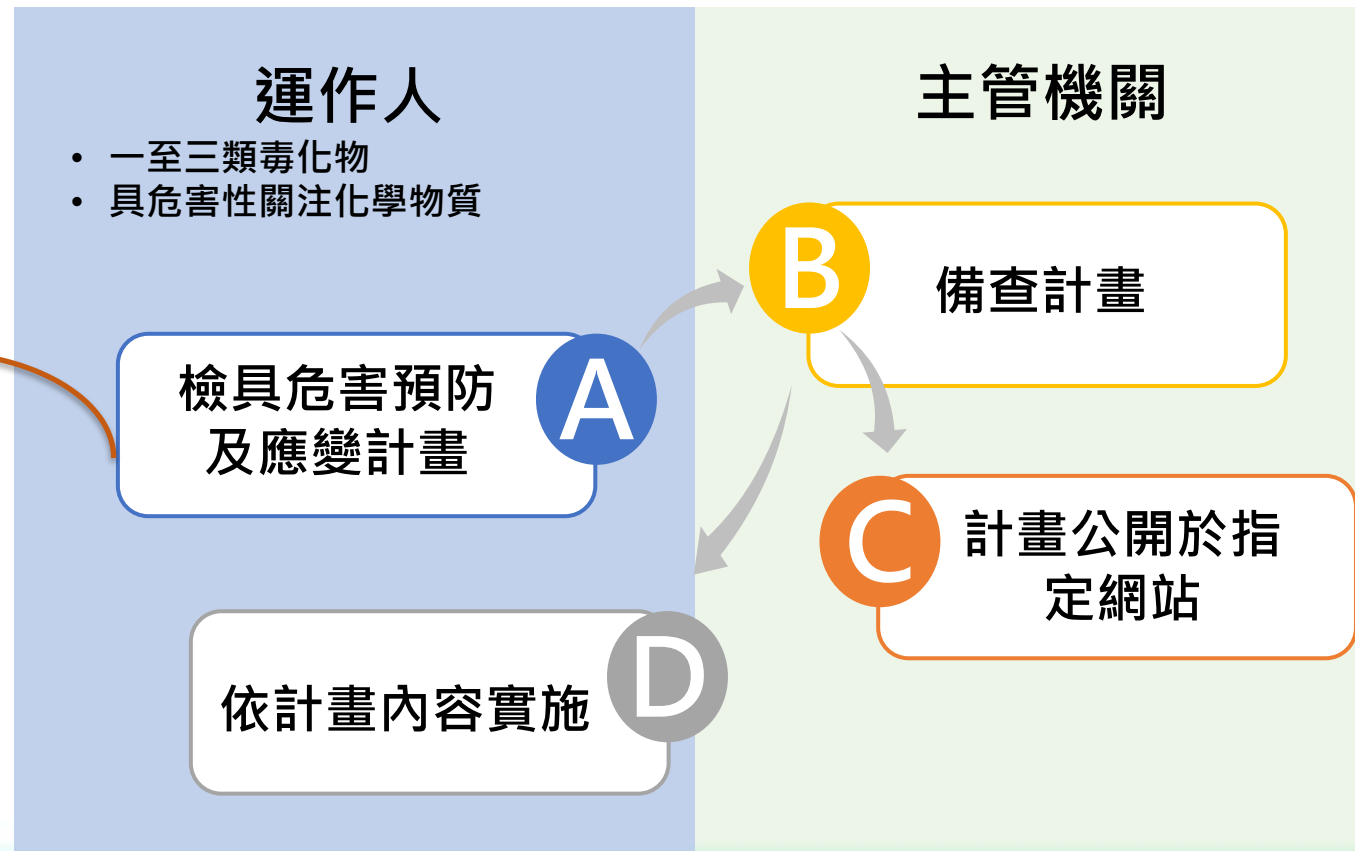 運作人
• 一至三類毒化物
• 具危害性關注化學物質
主管機關
A
檢具危害預防
及應變計畫
B
備查計畫
C
計畫公開於指
定網站
D
依計畫內容實施